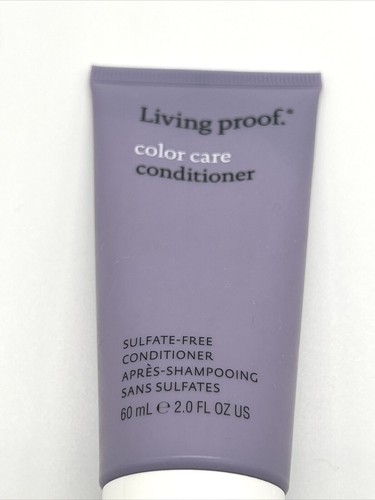 Living proof.®
color care
conditioner
SULFATE-FREE
CONDITIONER
APRÈS-SHAMPOOING
SANS SULFATES
60 mL ℮ 2.0 FL OZ US